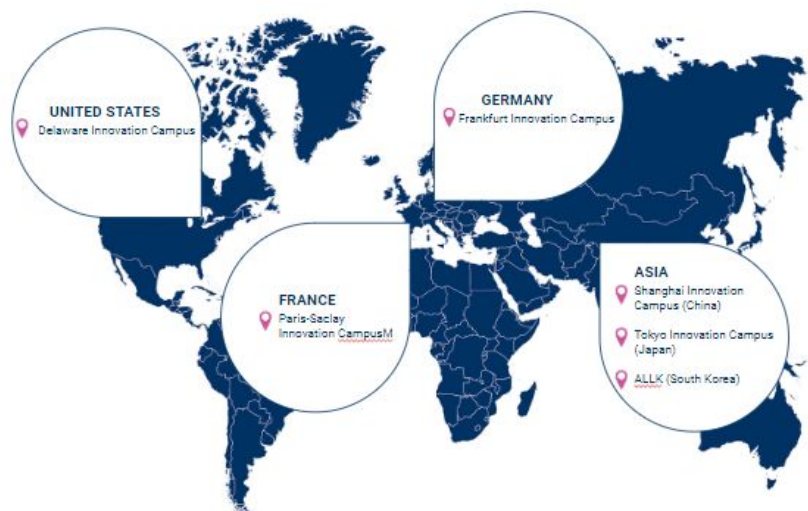 UNITED STATES
Delaware Innovation Campus
GERMANY
Frankfurt Innovation Campus
FRANCE
Paris-Saclay
Innovation CampusM
ASIA
Shanghai Innovation
Campus (China)
Tokyo Innovation Campus
(Japan)
ALLK (South Korea)